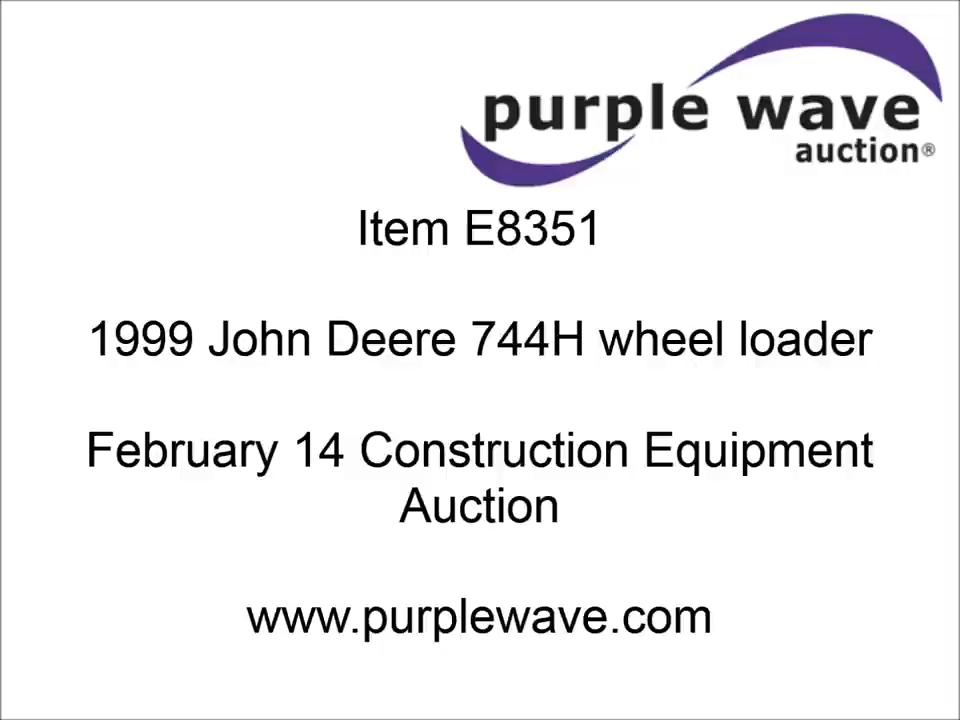 purple wave
auction®
Item E8351
1999 John Deere 744H wheel loader
February 14 Construction Equipment
Auction
www.purplewave.com